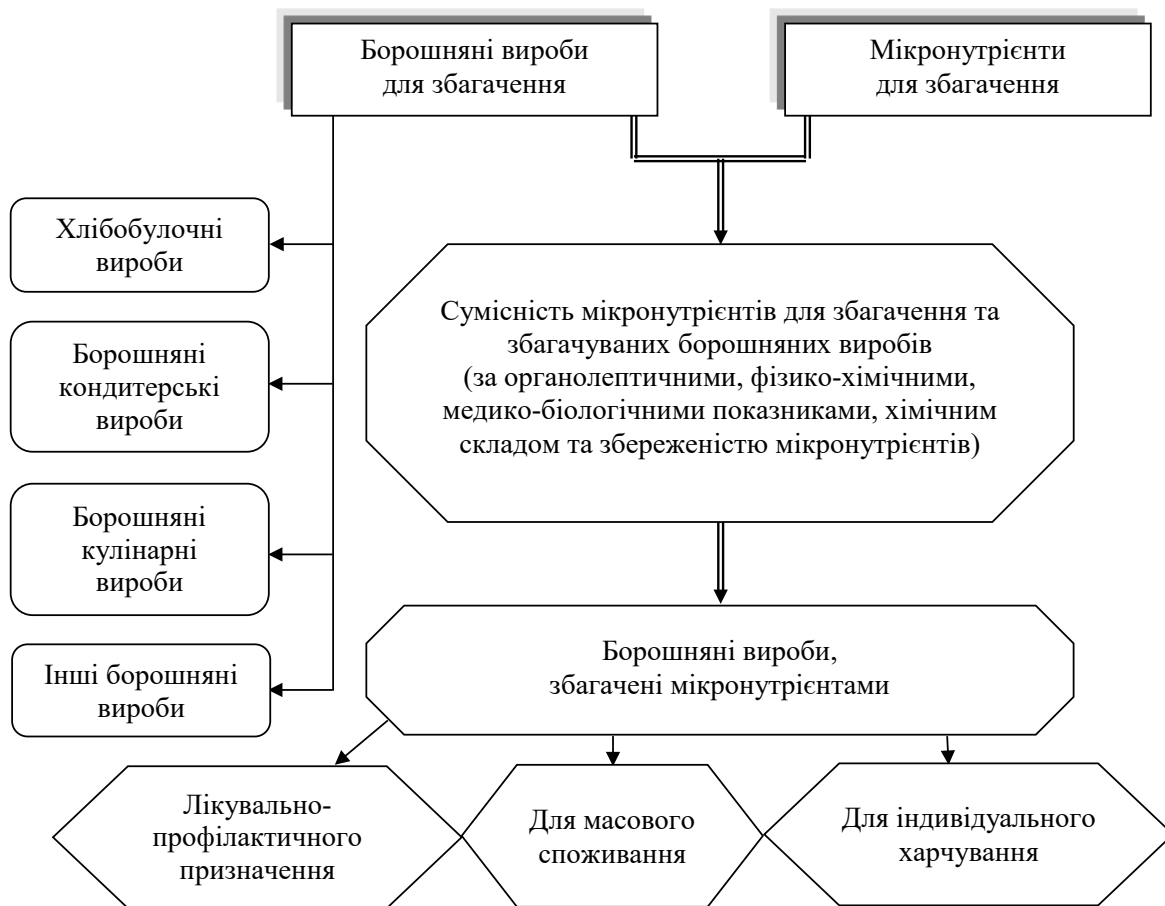 Борошняні вироби
для збагачення
Мікронутрієнти
для збагачення
Хлібобулочні
вироби
Борошняні
кондитерські
вироби
Борошняні
кулінарні
вироби
Інші борошняні
вироби
Сумісність мікронутрієнтів для збагачення та
збагачуваних борошняних виробів
(за органолептичними, фізико-хімічними,
медико-біологічними показниками, хімічним
складом та збереженістю мікронутрієнтів)
Борошняні вироби,
збагачені мікронутрієнтами
Лікувально-
профілактичного
призначення
Для масового
споживання
Для індивідуального
харчування